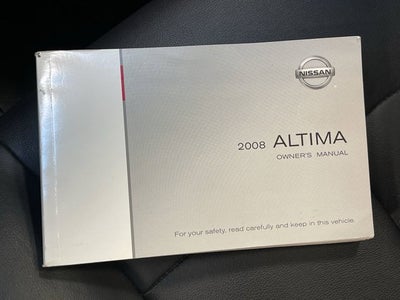 NISSAN
2008 ALTIMA
OWNER'S MANUAL
For your safety, read carefully and keep in this vehicle.